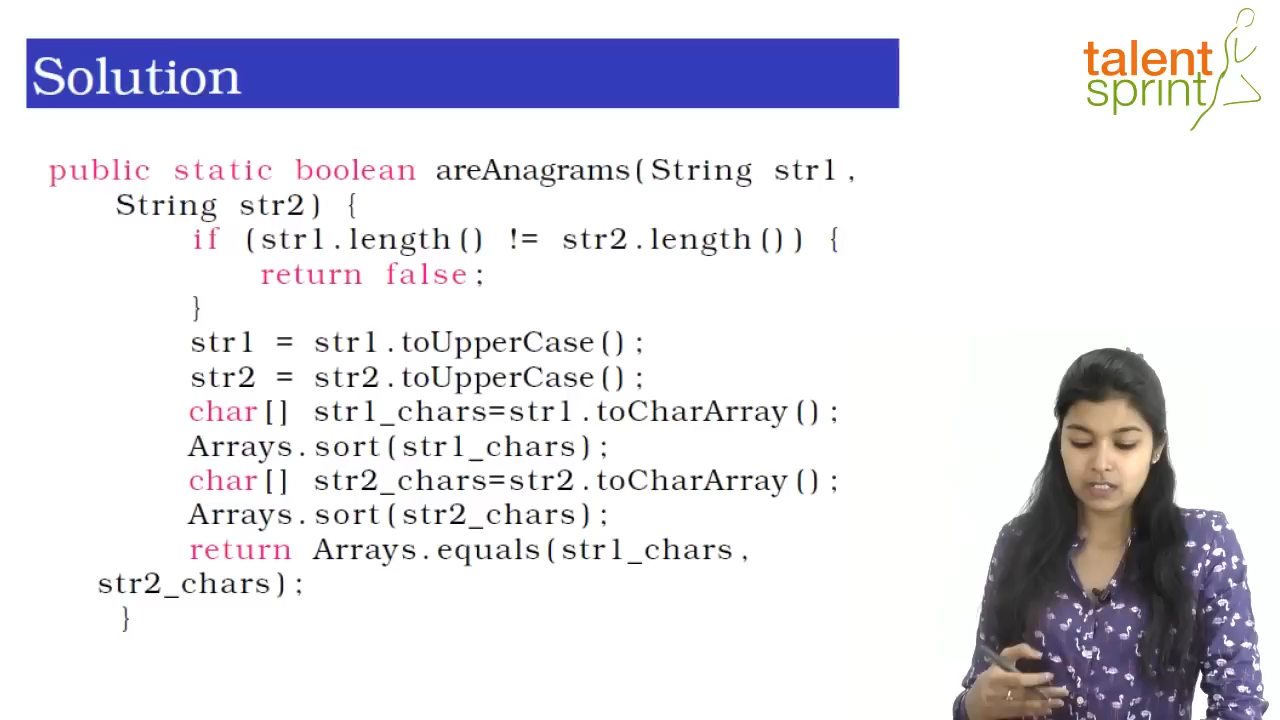 Solution
talent
sprint
public static boolean areAnagrams(String str1,
String str2) {
if (str1.length() != str2.length()) {
return false;
}
str1 = str1.toUpperCase();
str2 = str2.toUpperCase();
char[] str1_chars=str1.toCharArray();
Arrays.sort(str1_chars);
char[] str2_chars=str2.toCharArray();
Arrays.sort(str2_chars);
return Arrays.equals(str1_chars,
str2_chars);
}